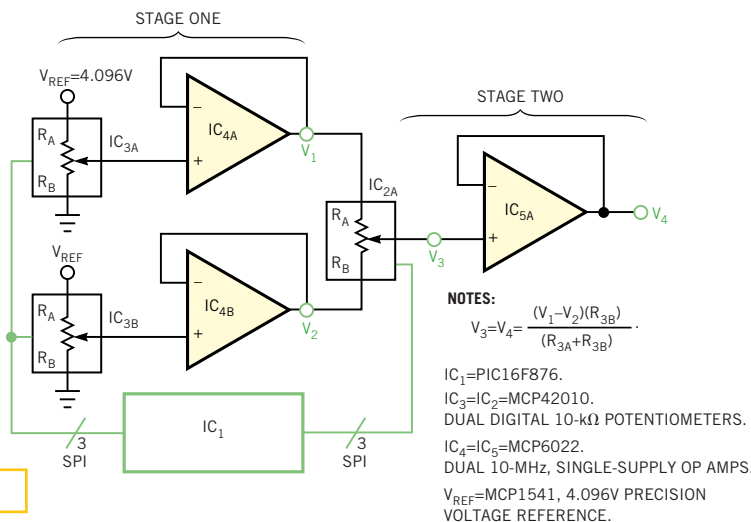 STAGE ONE
V_REF=4.096V
R_A
R_B
IC_3A
−
+
IC_4A
V_1
V_REF
R_A
R_B
IC_3B
−
+
IC_4B
V_2
STAGE TWO
IC_2A
R_A
R_B
V_3
−
+
IC_5A
V_4
3
SPI
IC_1
3
SPI
NOTES:
V_3=V_4= (V_1−V_2)(R_3B) / (R_3A+R_3B) .
IC_1=PIC16F876.
IC_3=IC_2=MCP42010.
DUAL DIGITAL 10-kΩ POTENTIOMETERS.
IC_4=IC_5=MCP6022.
DUAL 10-MHz, SINGLE-SUPPLY OP AMPS.
V_REF=MCP1541, 4.096V PRECISION
VOLTAGE REFERENCE.